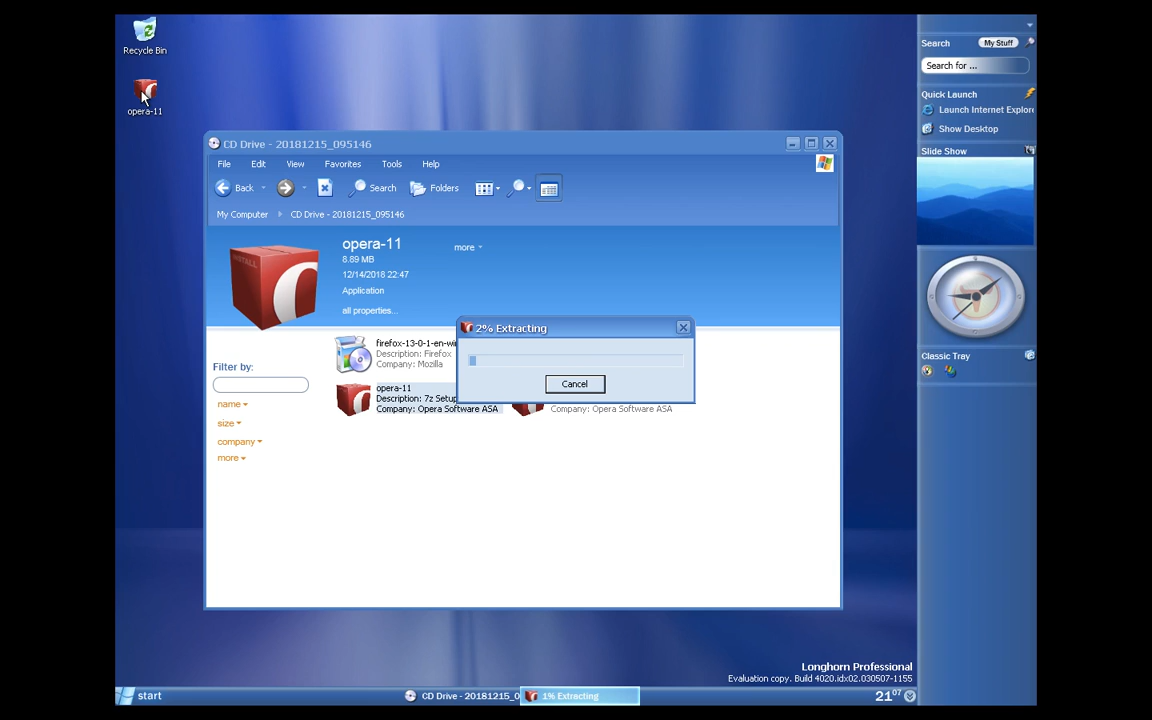 Recycle Bin
opera-11
CD Drive - 20181215_095146
File Edit View Favorites Tools Help
Back Search Folders
My Computer CD Drive - 20181215_095146
INSTALL
opera-11
8.89 MB
12/14/2018 22:47
Application
all properties...
more
Filter by:
name
size
company
more
firefox-13-0-1-en-wi
Description: Firefox
Company: Mozilla
opera-11
Description: 7z Setup
Company: Opera Software ASA
Company: Opera Software ASA
2% Extracting
Cancel
Search My Stuff
Search for ...
Quick Launch
Launch Internet Explore
Show Desktop
Slide Show
Classic Tray
Longhorn Professional
Evaluation copy. Build 4020.idx02.030507-1155
start
CD Drive - 20181215_0
1% Extracting
21 07